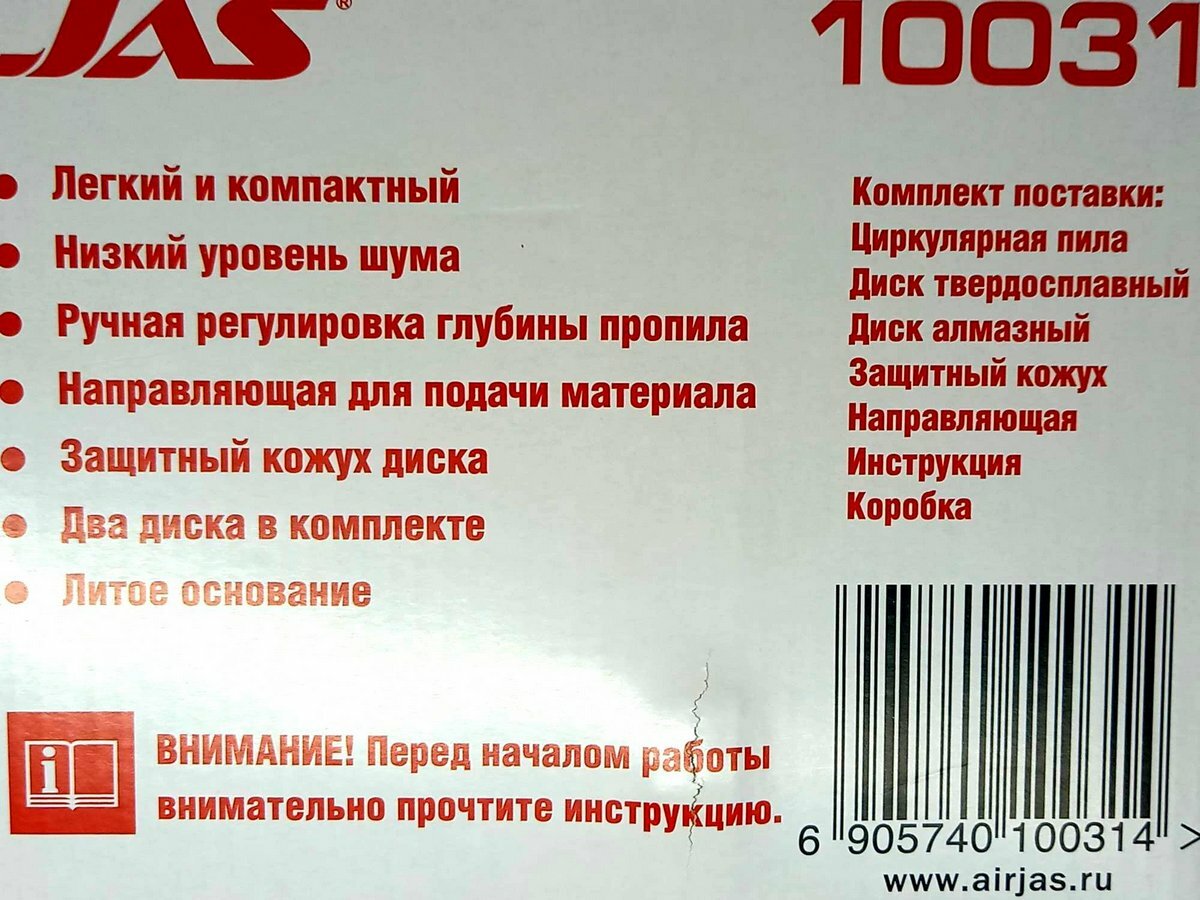 JAS®
10031
Легкий и компактный
Низкий уровень шума
Ручная регулировка глубины пропила
Направляющая для подачи материала
Защитный кожух диска
Два диска в комплекте
Литое основание
Комплект поставки:
Циркулярная пила
Диск твердосплавный
Диск алмазный
Защитный кожух
Направляющая
Инструкция
Коробка
i
ВНИМАНИЕ! Перед началом работы
внимательно прочтите инструкцию.
6 905740 100314 >
www.airjas.ru